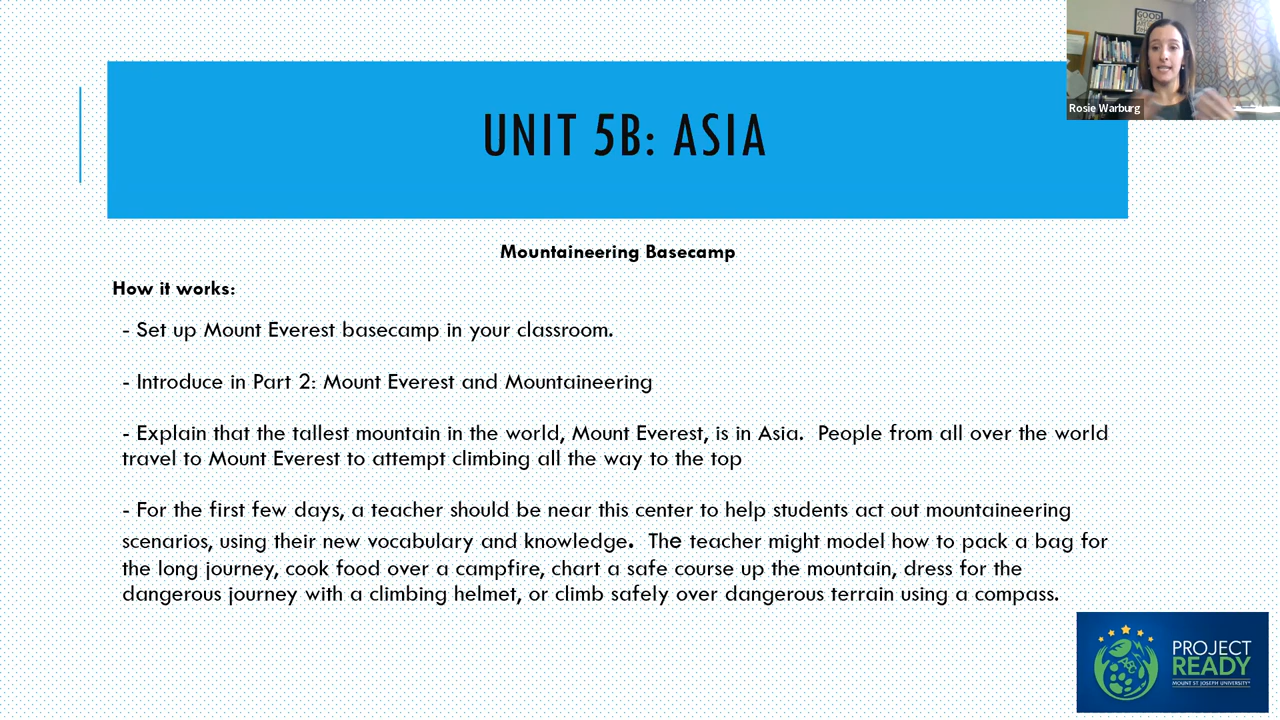 Rosie Warburg
UNIT 5B: ASIA
Mountaineering Basecamp
How it works:
- Set up Mount Everest basecamp in your classroom.
- Introduce in Part 2: Mount Everest and Mountaineering
- Explain that the tallest mountain in the world, Mount Everest, is in Asia.  People from all over the world
travel to Mount Everest to attempt climbing all the way to the top
- For the first few days, a teacher should be near this center to help students act out mountaineering
scenarios, using their new vocabulary and knowledge.  The teacher might model how to pack a bag for
the long journey, cook food over a campfire, chart a safe course up the mountain, dress for the
dangerous journey with a climbing helmet, or climb safely over dangerous terrain using a compass.
PROJECT
READY
MOUNT ST JOSEPH UNIVERSITY